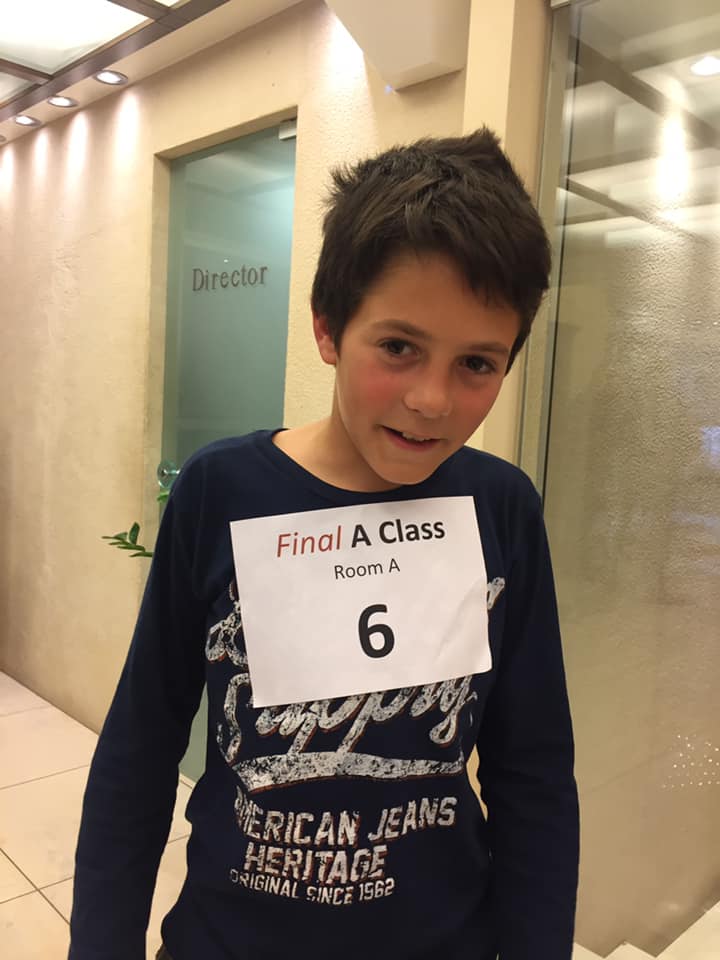 Director
Final A Class
Room A
6
AMERICAN JEANS
HERITAGE
ORIGINAL SINCE 1962